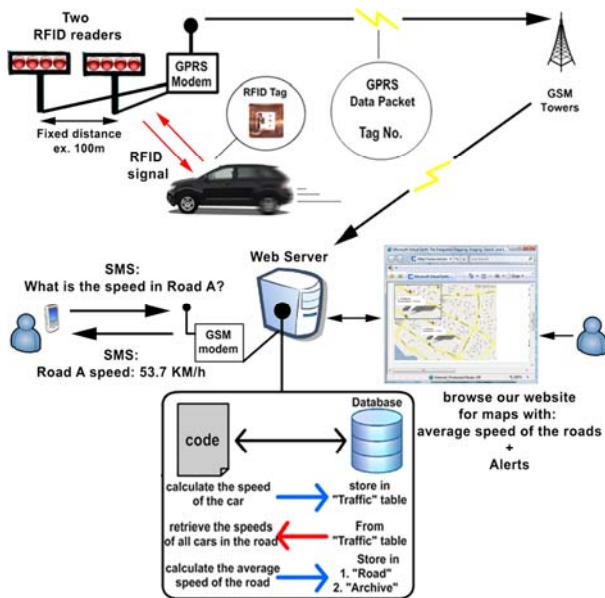 Two
RFID readers
GPRS
Modem
Fixed distance
ex. 100m
RFID
signal
RFID Tag
GPRS
Data Packet
Tag No.
GSM
Towers
Web Server
SMS:
What is the speed in Road A?
GSM
modem
SMS:
Road A speed: 53.7 KM/h
browse our website
for maps with:
average speed of the roads
+
Alerts
code
Database
calculate the speed
of the car
store in
"Traffic" table
retrieve the speeds
of all cars in the road
From
"Traffic" table
calculate the average
speed of the road
Store in
1. "Road"
2. "Archive"